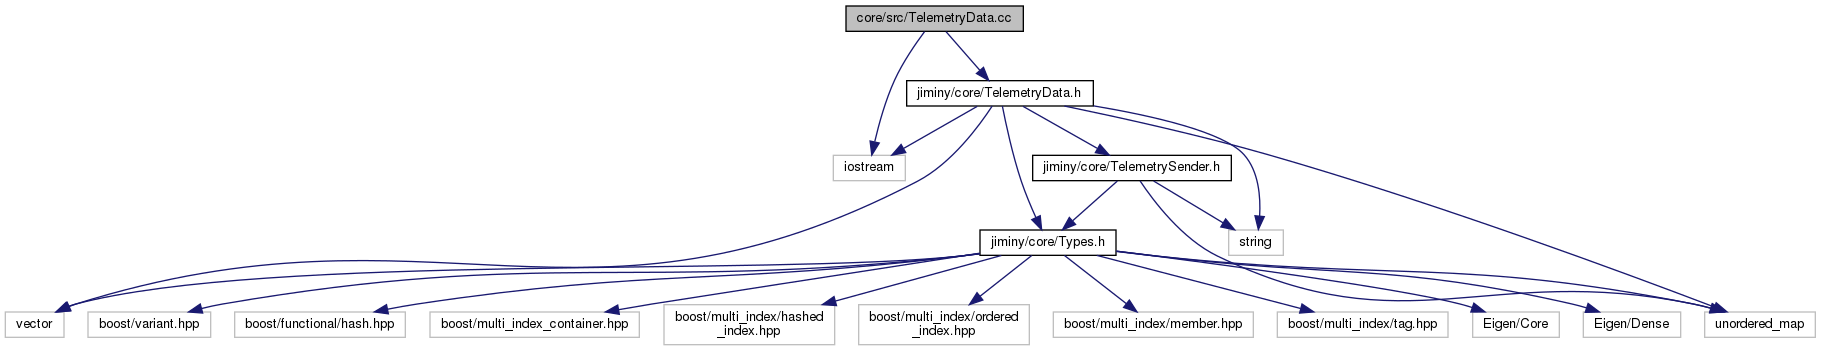 core/src/TelemetryData.cc
jiminy/core/TelemetryData.h
iostream
jiminy/core/TelemetrySender.h
jiminy/core/Types.h
string
vector
boost/variant.hpp
boost/functional/hash.hpp
boost/multi_index_container.hpp
boost/multi_index/hashed
_index.hpp
boost/multi_index/ordered
_index.hpp
boost/multi_index/member.hpp
boost/multi_index/tag.hpp
Eigen/Core
Eigen/Dense
unordered_map